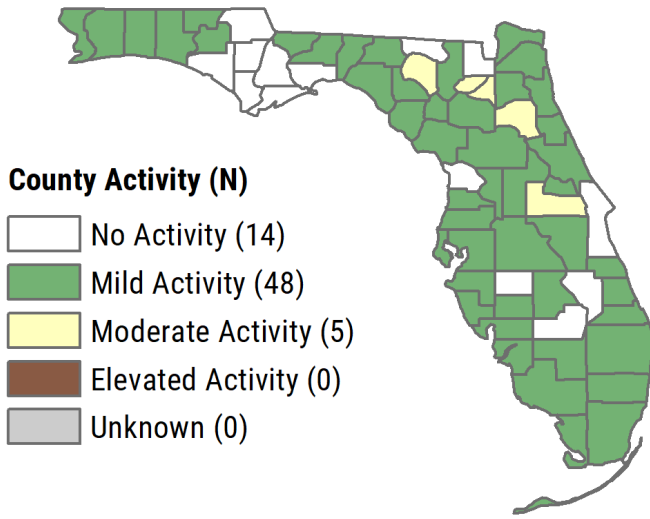 County Activity (N)
No Activity (14)
Mild Activity (48)
Moderate Activity (5)
Elevated Activity (0)
Unknown (0)